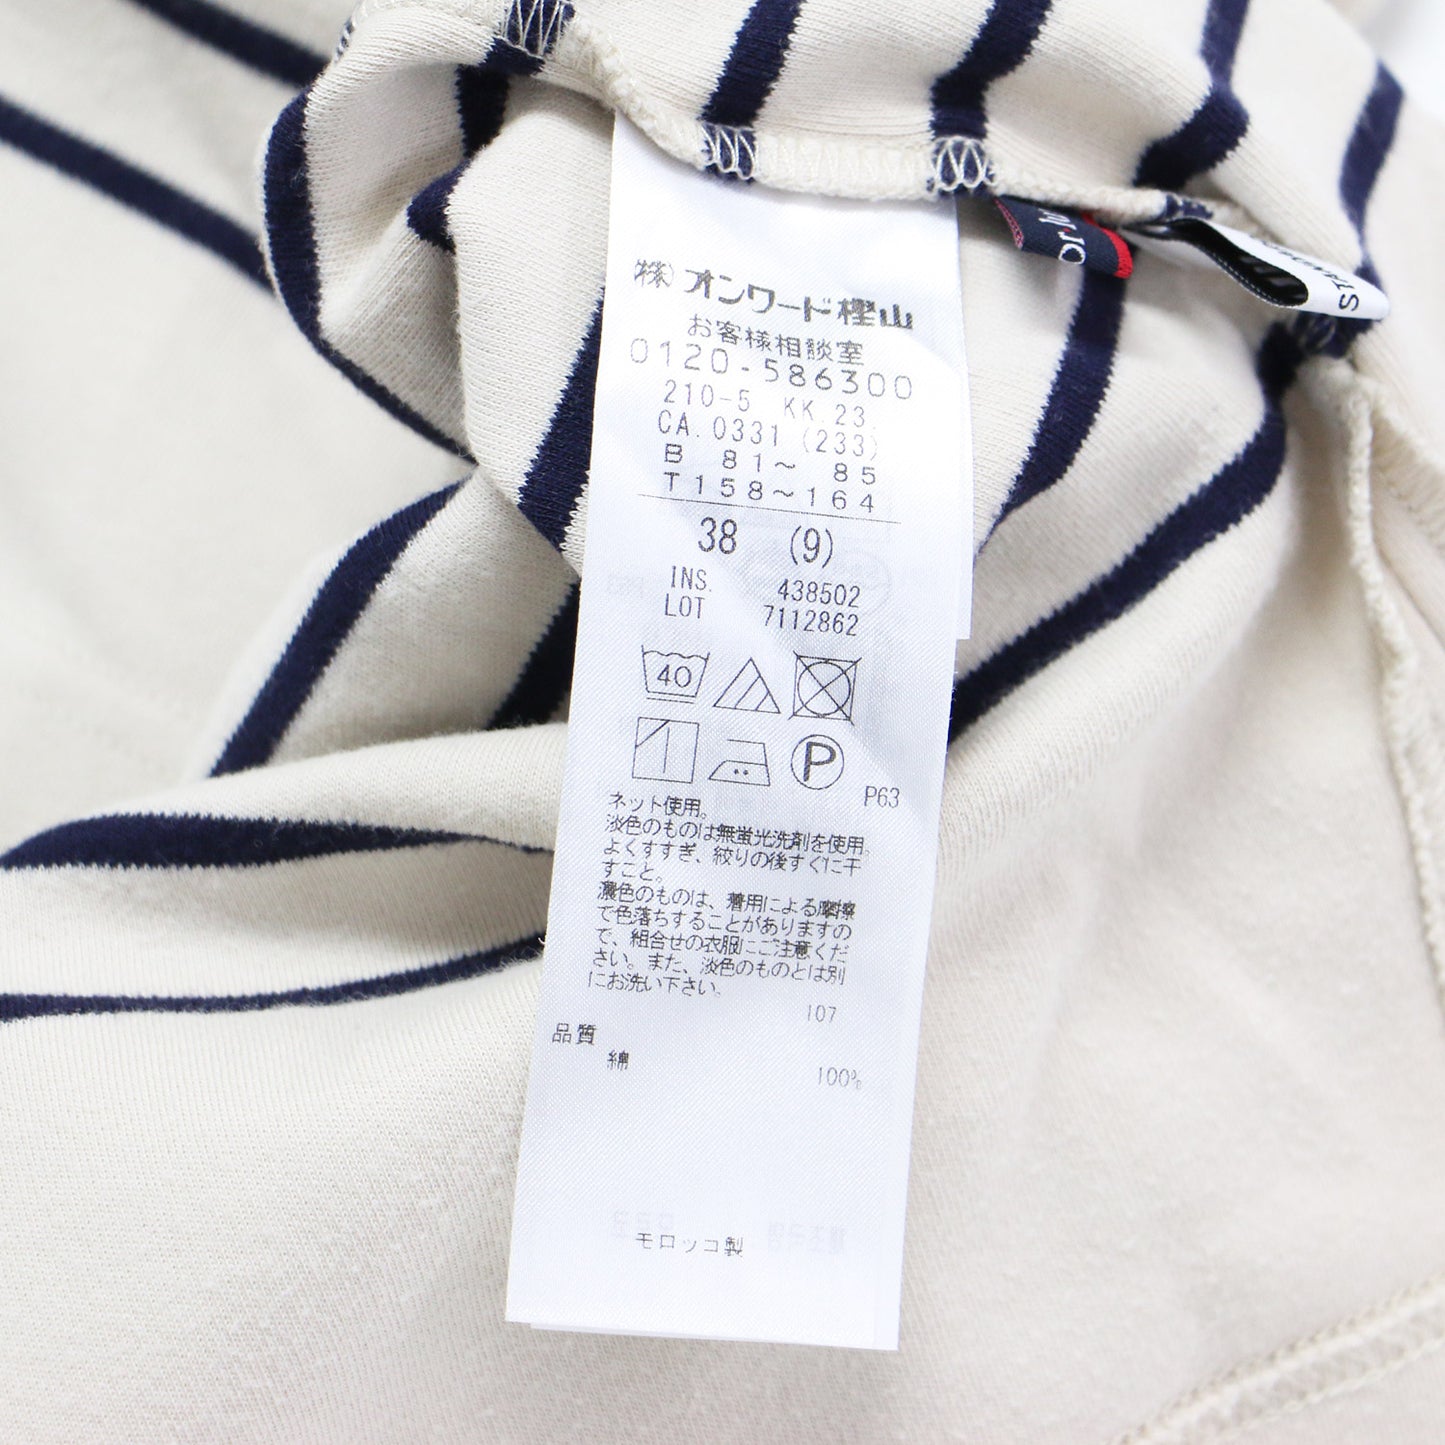 ㈱オンワード樫山
お客様相談室
0120-586300
210-5 KK 23.
CA.0331 (233)
B 81〜 85
T158〜164
38 (9)
INS. 438502
LOT 7112862
40
P
P63
ネット使用。
淡色のものは無蛍光洗剤を使用。
よくすすぎ、絞りの後すぐに干
すこと。
濃色のものは、着用による摩擦
で色落ちすることがありますの
で、組合せの衣服にご注意くだ
さい。また、淡色のものとは別
にお洗い下さい。
107
品質
綿 100%
モロッコ製